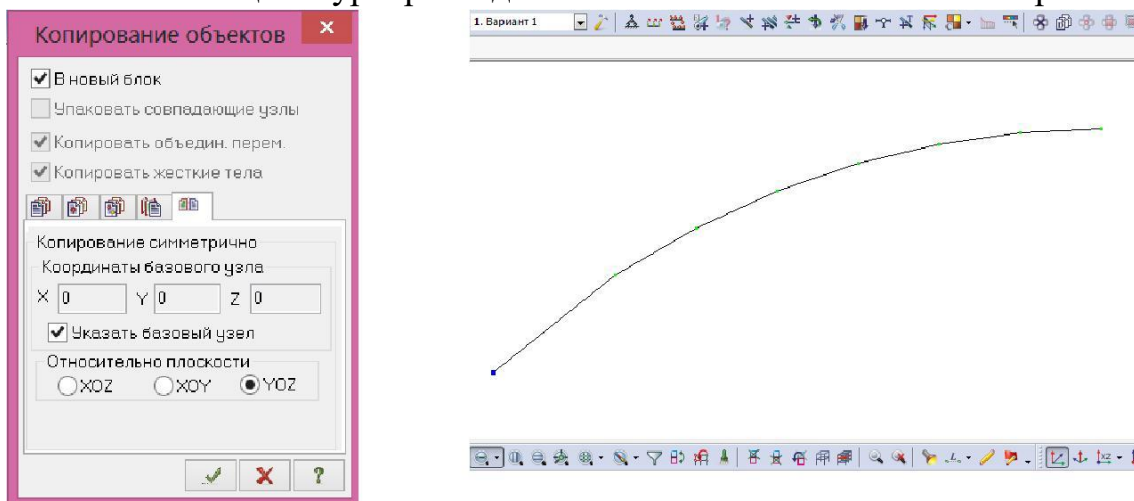 Копирование объектов
В новый блок
Упаковать совпадающие узлы
Копировать объедин. перем.
Копировать жесткие тела
Копирование симметрично
Координаты базового узла
X 0 Y 0 Z 0
Указать базовый узел
Относительно плоскости
XOZ XOY YOZ
?
1. Вариант 1